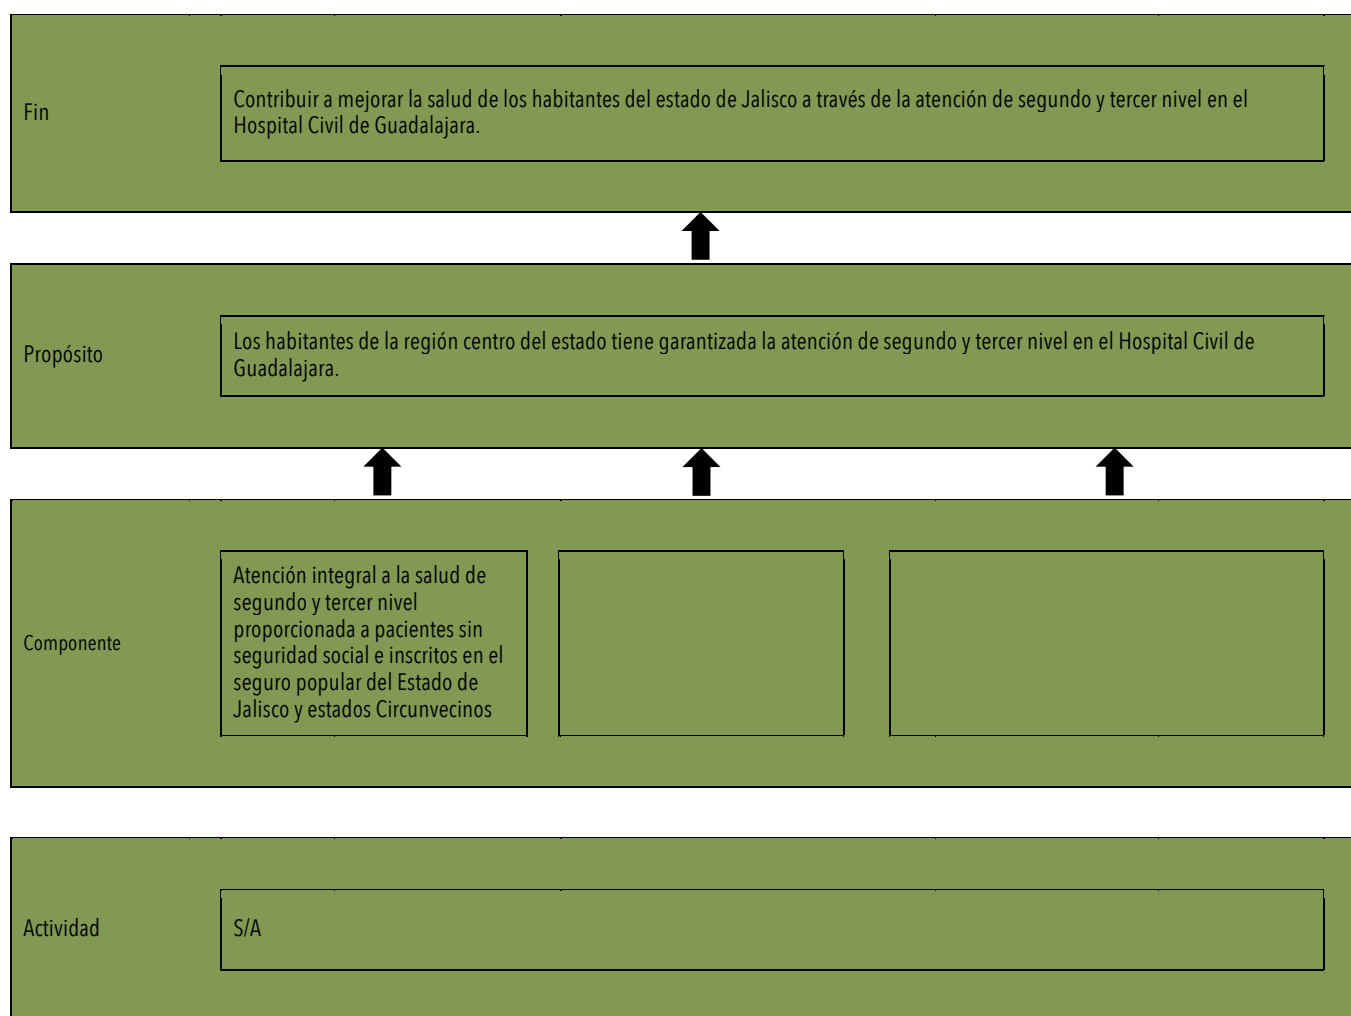 Fin
Contribuir a mejorar la salud de los habitantes del estado de Jalisco a través de la atención de segundo y tercer nivel en el
Hospital Civil de Guadalajara.
Propósito
Los habitantes de la región centro del estado tiene garantizada la atención de segundo y tercer nivel en el Hospital Civil de
Guadalajara.
Componente
Atención integral a la salud de
segundo y tercer nivel
proporcionada a pacientes sin
seguridad social e inscritos en el
seguro popular del Estado de
Jalisco y estados Circunvecinos
Actividad
S/A